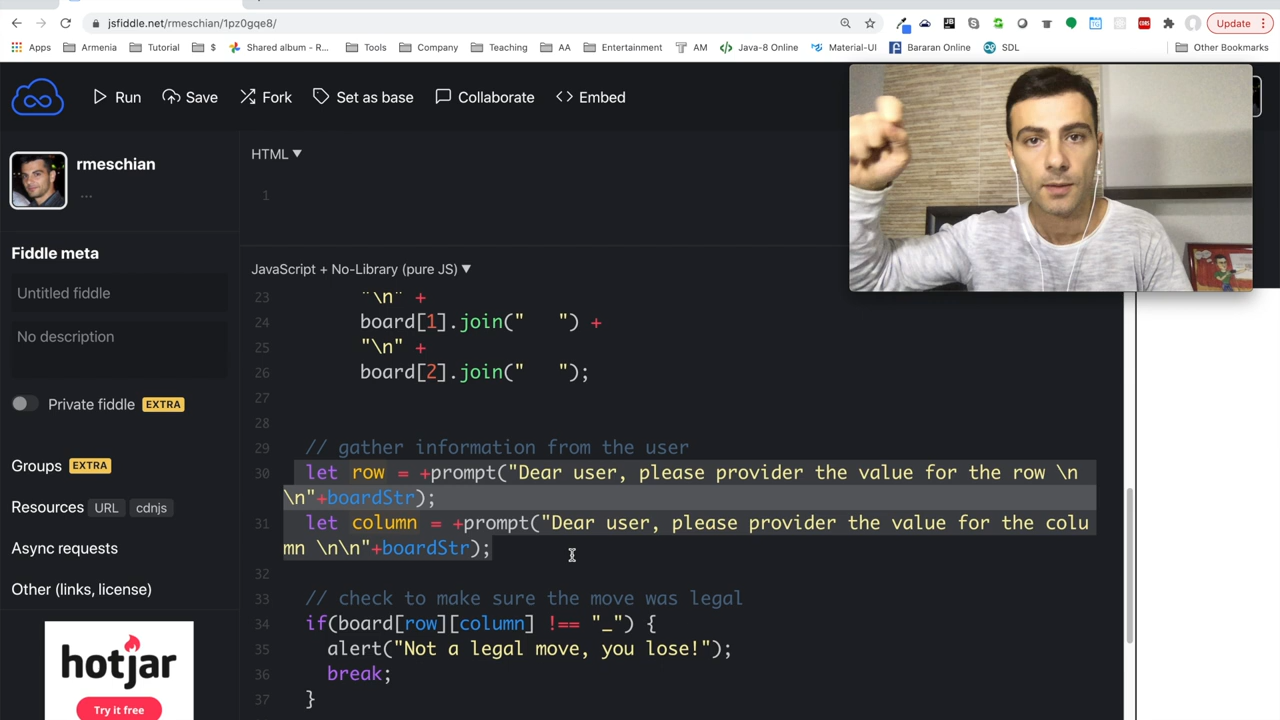 jsfiddle.net/rmeschian/1pz0gqe8/
Update
Apps Armenia Tutorial $ Shared album - R... Tools Company Teaching AA Entertainment AM Java-8 Online Material-UI Bararan Online SDL Other Bookmarks
Run Save Fork Set as base Collaborate Embed
rmeschian
...
Fiddle meta
Untitled fiddle
No description
Private fiddle EXTRA
Groups EXTRA
Resources URL cdnjs
Async requests
Other (links, license)
hotjar
Try it free
HTML
1
JavaScript + No-Library (pure JS)
23 "\n" +
24 board[1].join("   ") +
25 "\n" +
26 board[2].join("   ");
27
28
29 // gather information from the user
30 let row = +prompt("Dear user, please provider the value for the row \n
\n"+boardStr);
31 let column = +prompt("Dear user, please provider the value for the colu
mn \n\n"+boardStr);
32
33 // check to make sure the move was legal
34 if(board[row][column] !== "_") {
35 alert("Not a legal move, you lose!");
36 break;
37 }